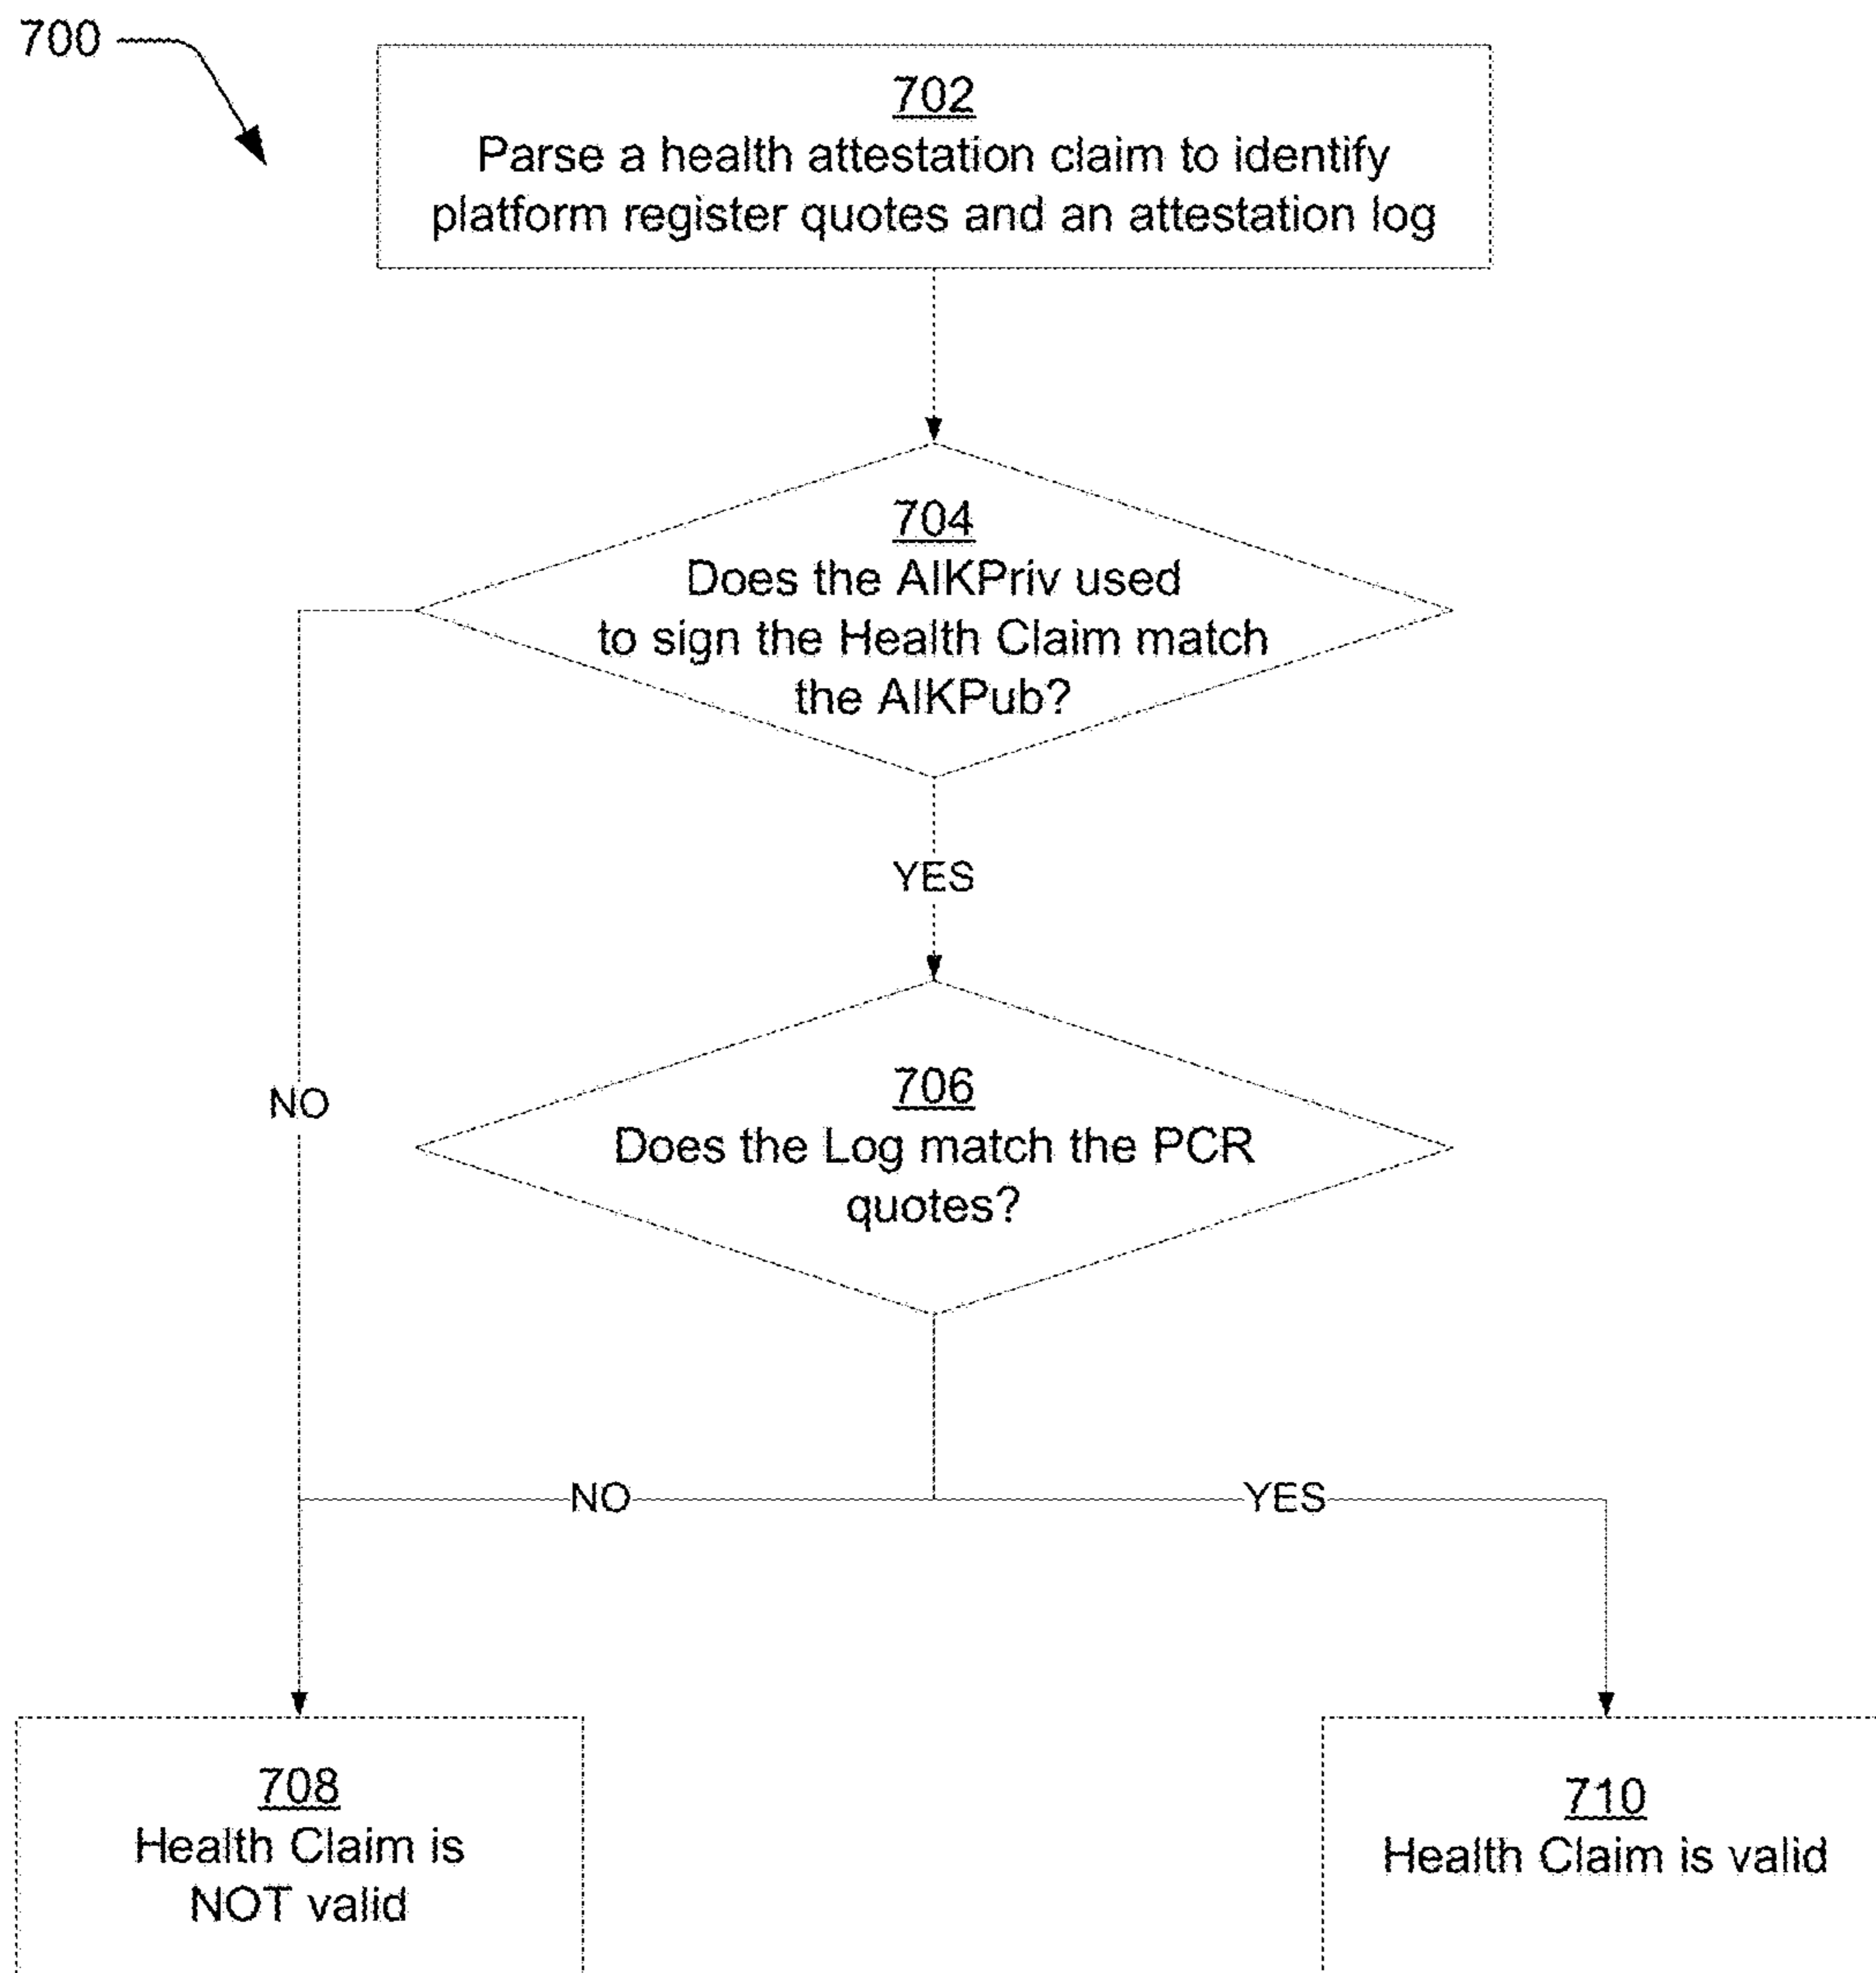 700
702
Parse a health attestation claim to identify
platform register quotes and an attestation log
704
Does the AIKPriv used
to sign the Health Claim match
the AIKPub?
YES
NO
706
Does the Log match the PCR
quotes?
NO
YES
708
Health Claim is
NOT valid
710
Health Claim is valid